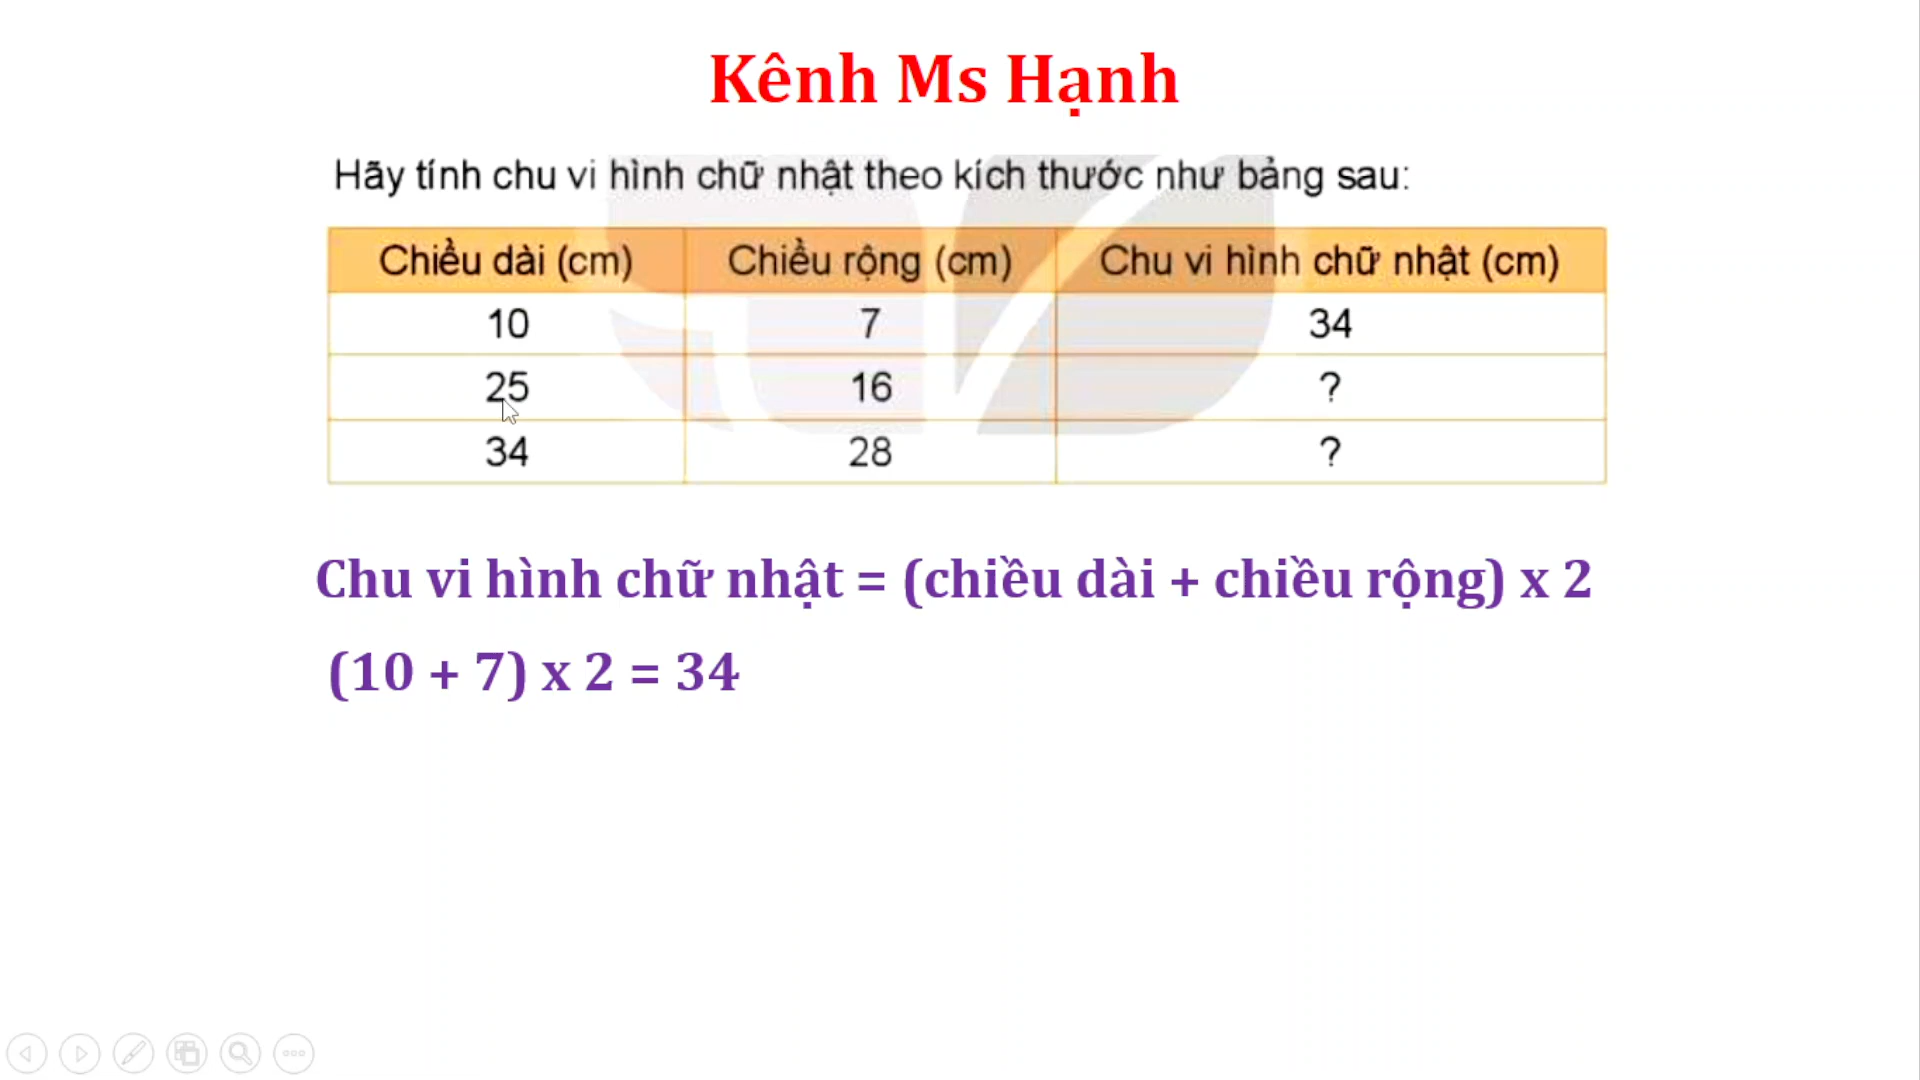 Kênh Ms Hạnh
Hãy tính chu vi hình chữ nhật theo kích thước như bảng sau:
Chiều dài (cm) Chiều rộng (cm) Chu vi hình chữ nhật (cm)
10 7 34
25 16 ?
34 28 ?
Chu vi hình chữ nhật = (chiều dài + chiều rộng) x 2
(10 + 7) x 2 = 34